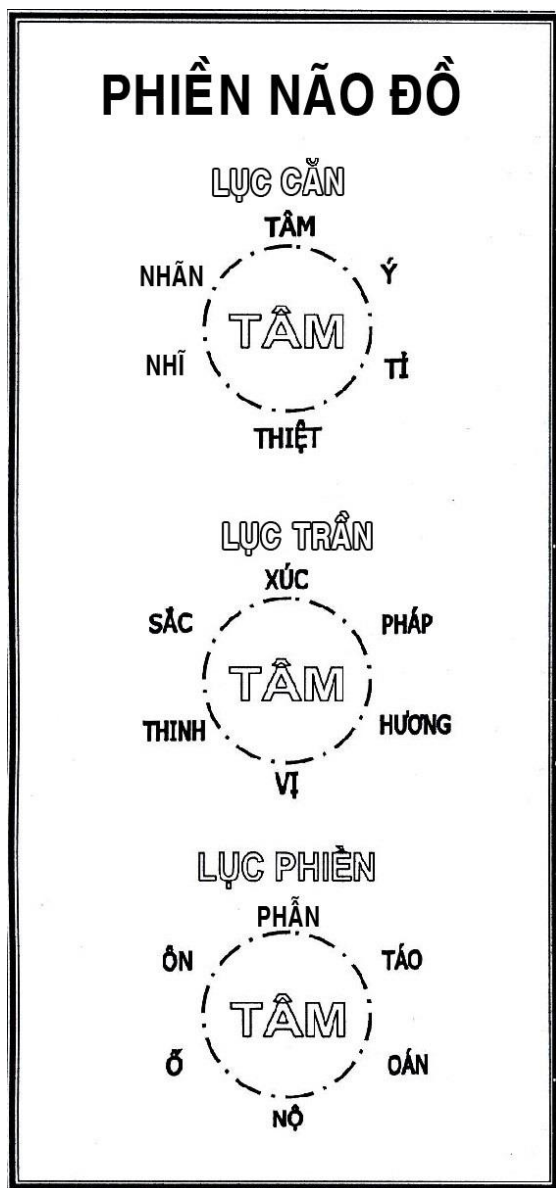 PHIỀN NÃO ĐỒ
LỤC CĂN
TÂM
NHÃN
Ý
TÂM
NHĨ
TỈ
THIỆT
LỤC TRẦN
XÚC
SẮC
PHÁP
TÂM
THINH
HƯƠNG
VỊ
LỤC PHIỀN
PHẪN
ÔN
TÁO
TÂM
Ố
OÁN
NỘ